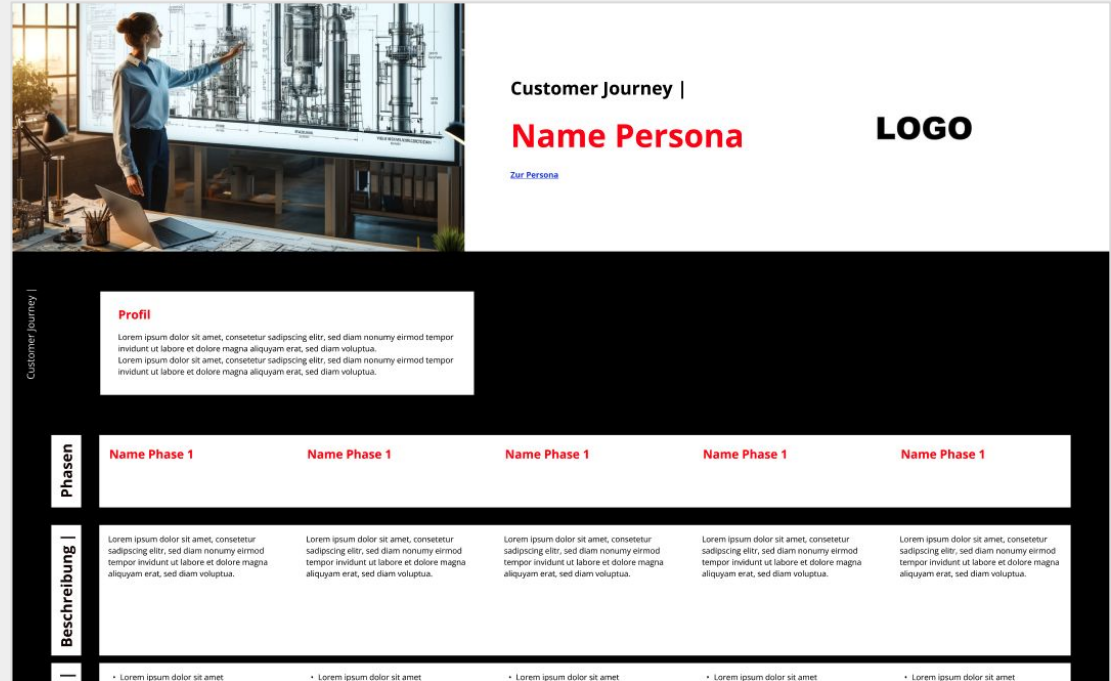 Customer Journey |
Name Persona
Zur Persona
LOGO
Customer Journey |
Profil
Lorem ipsum dolor sit amet, consetetur sadipscing elitr, sed diam nonumy eirmod tempor
invidunt ut labore et dolore magna aliquyam erat, sed diam voluptua.
Lorem ipsum dolor sit amet, consetetur sadipscing elitr, sed diam nonumy eirmod tempor
invidunt ut labore et dolore magna aliquyam erat, sed diam voluptua.
Phasen
Name Phase 1
Name Phase 1
Name Phase 1
Name Phase 1
Name Phase 1
Beschreibung |
Lorem ipsum dolor sit amet, consetetur
sadipscing elitr, sed diam nonumy eirmod
tempor invidunt ut labore et dolore magna
aliquyam erat, sed diam voluptua.
Lorem ipsum dolor sit amet, consetetur
sadipscing elitr, sed diam nonumy eirmod
tempor invidunt ut labore et dolore magna
aliquyam erat, sed diam voluptua.
Lorem ipsum dolor sit amet, consetetur
sadipscing elitr, sed diam nonumy eirmod
tempor invidunt ut labore et dolore magna
aliquyam erat, sed diam voluptua.
Lorem ipsum dolor sit amet, consetetur
sadipscing elitr, sed diam nonumy eirmod
tempor invidunt ut labore et dolore magna
aliquyam erat, sed diam voluptua.
Lorem ipsum dolor sit amet, consetetur
sadipscing elitr, sed diam nonumy eirmod
tempor invidunt ut labore et dolore magna
aliquyam erat, sed diam voluptua.
|
• Lorem ipsum dolor sit amet
• Lorem ipsum dolor sit amet
• Lorem ipsum dolor sit amet
• Lorem ipsum dolor sit amet
• Lorem ipsum dolor sit amet